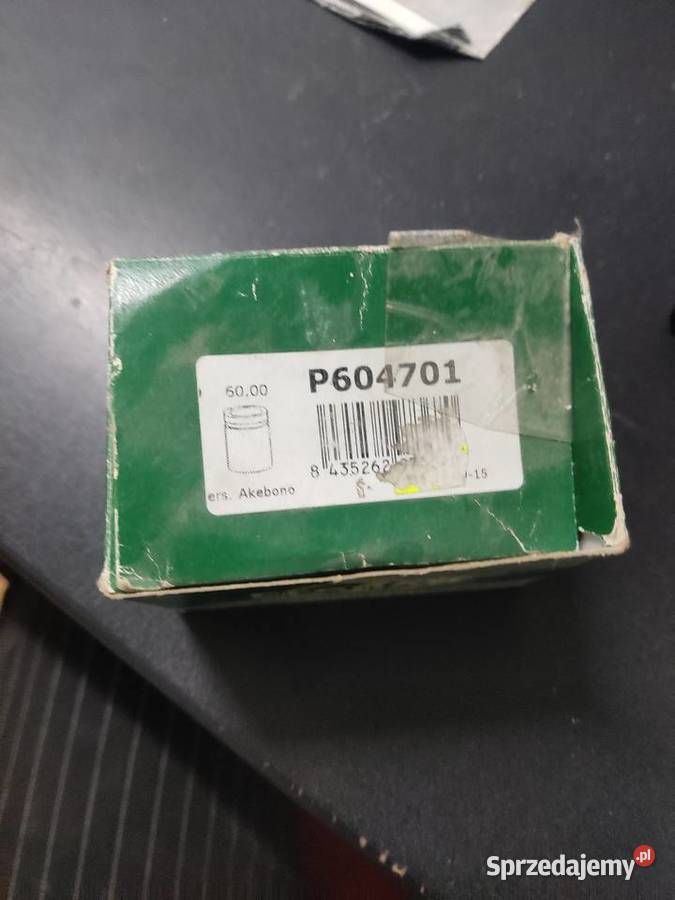 P604701
60.00
8 435262
-15
ers. Akebono
Sprzedajemy.pl